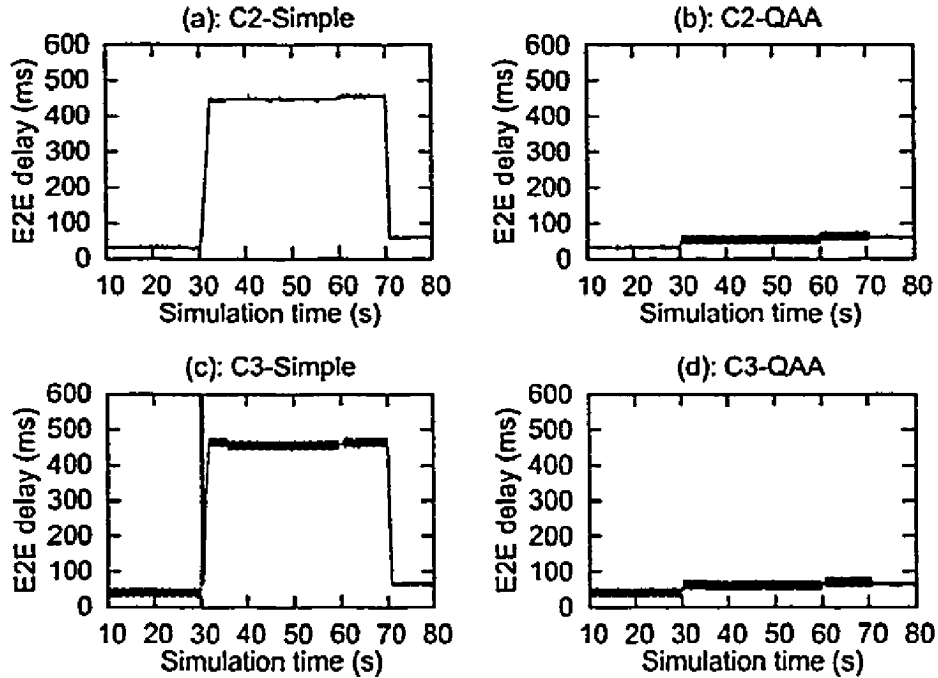 (a): C2-Simple
600
500
400
300
200
100
0
E2E delay (ms)
10 20 30 40 50 60 70 80
Simulation time (s)
(b): C2-QAA
600
500
400
300
200
100
0
E2E delay (ms)
10 20 30 40 50 60 70 80
Simulation time (s)
(c): C3-Simple
600
500
400
300
200
100
0
E2E delay (ms)
10 20 30 40 50 60 70 80
Simulation time (s)
(d): C3-QAA
600
500
400
300
200
100
0
E2E delay (ms)
10 20 30 40 50 60 70 80
Simulation time (s)